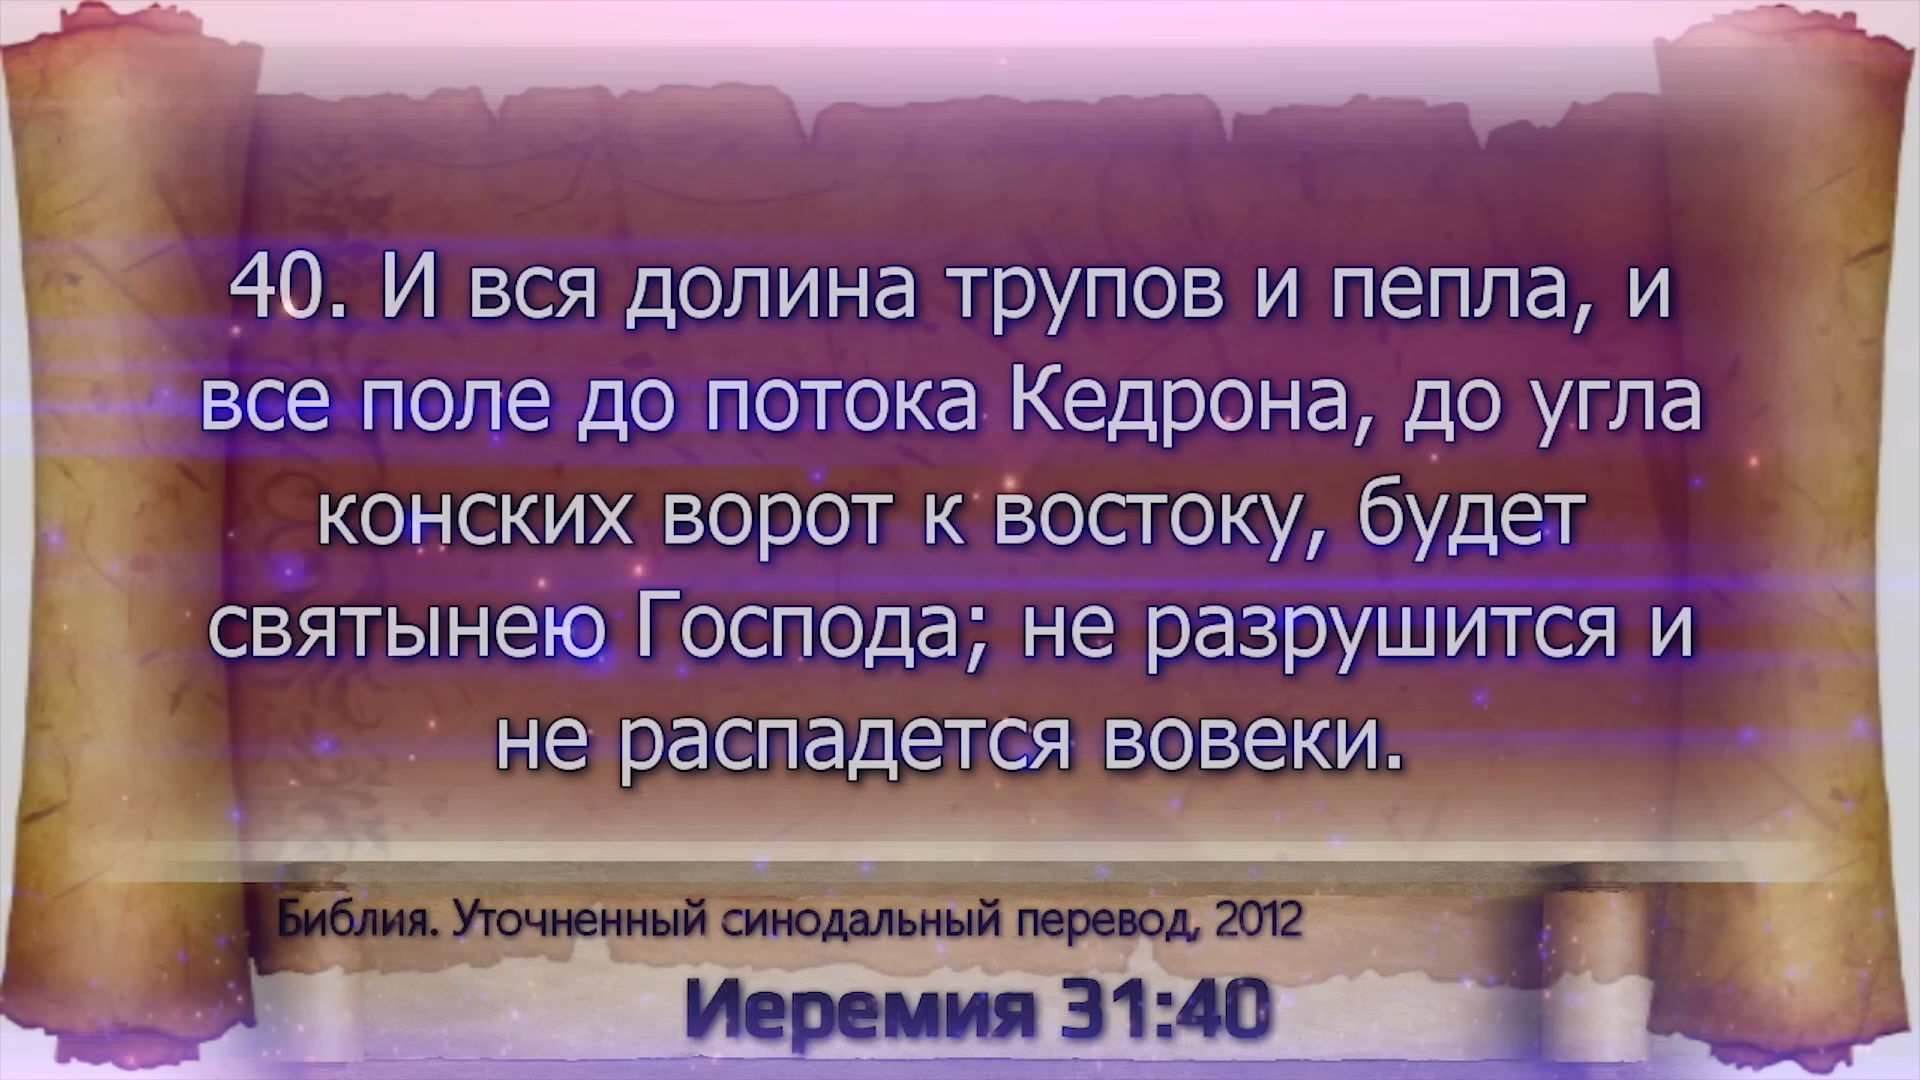 40. И вся долина трупов и пепла, и
все поле до потока Кедрона, до угла
конских ворот к востоку, будет
святынею Господа; не разрушится и
не распадется вовеки.
Библия. Уточненный синодальный перевод, 2012
Иеремия 31:40